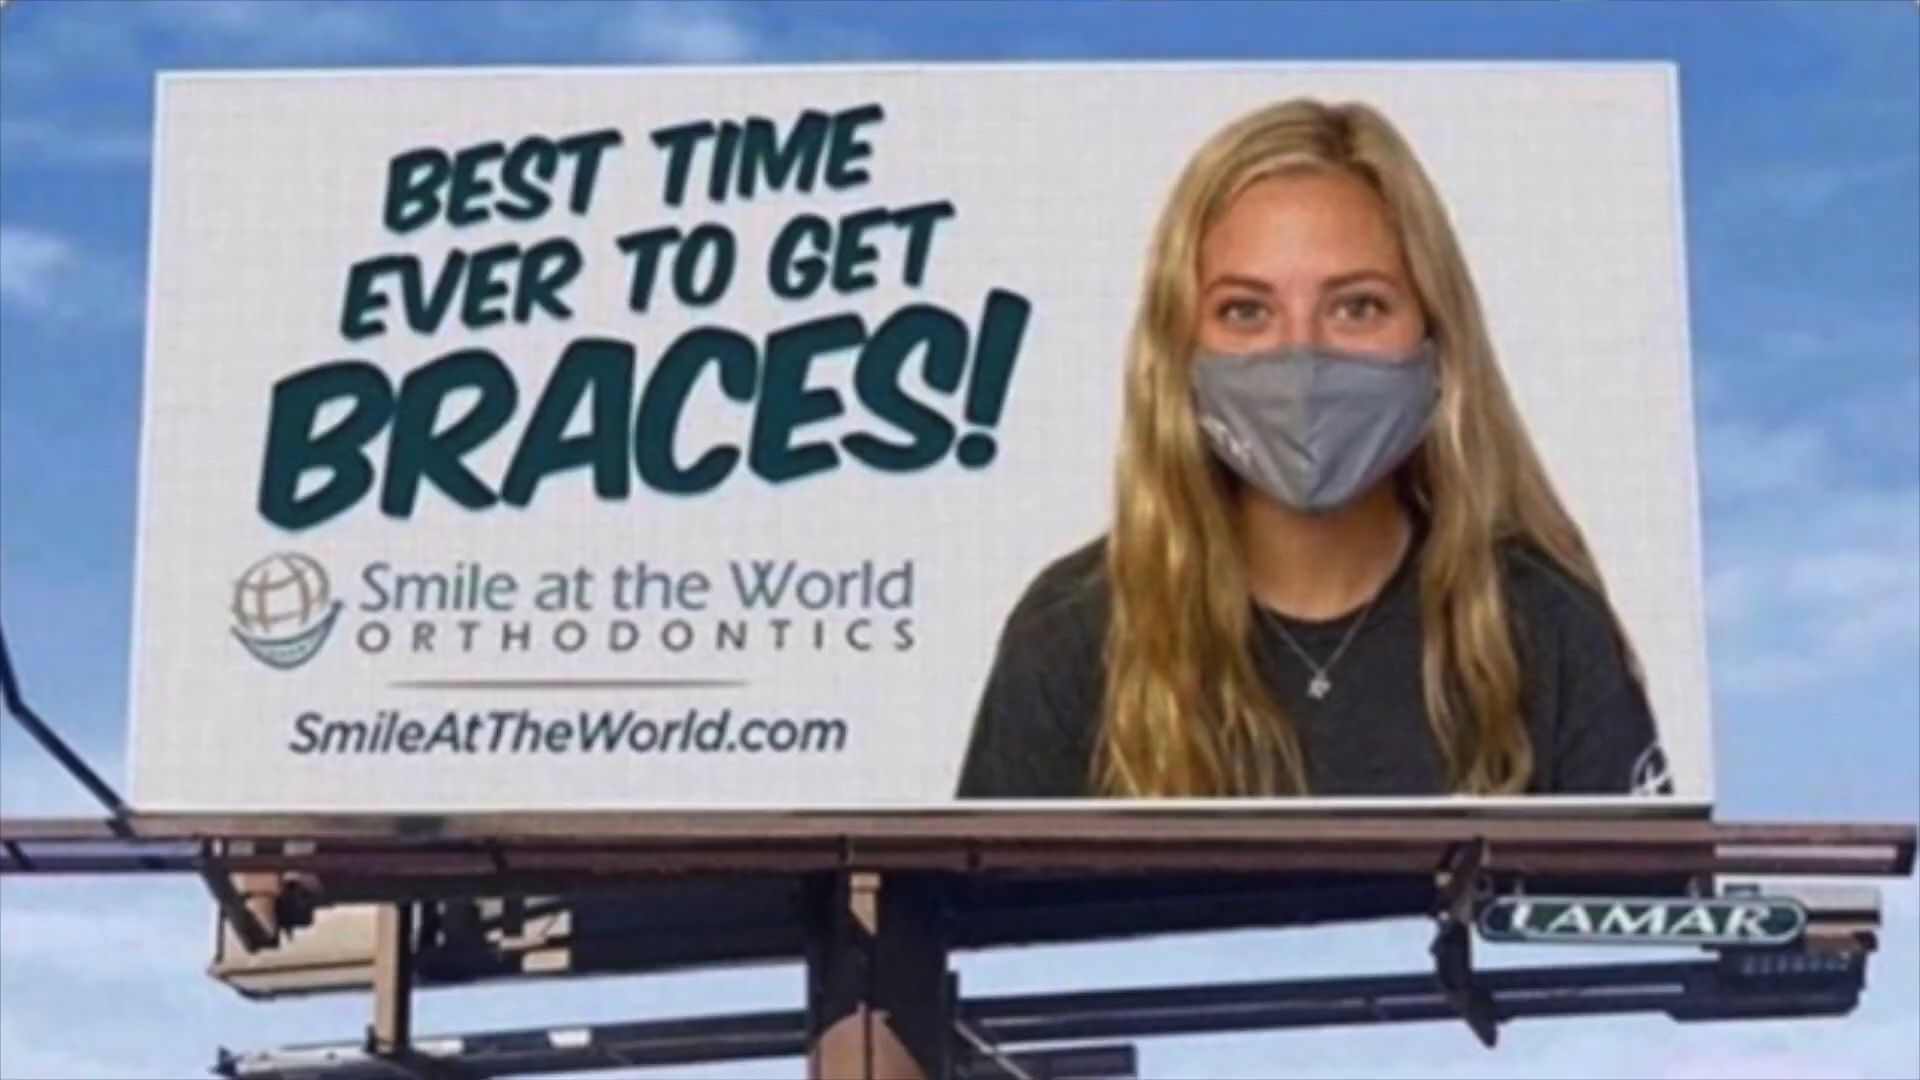 BEST TIME
EVER TO GET
BRACES!
Smile at the World
ORTHODONTICS
SmileAtTheWorld.com
LAMAR